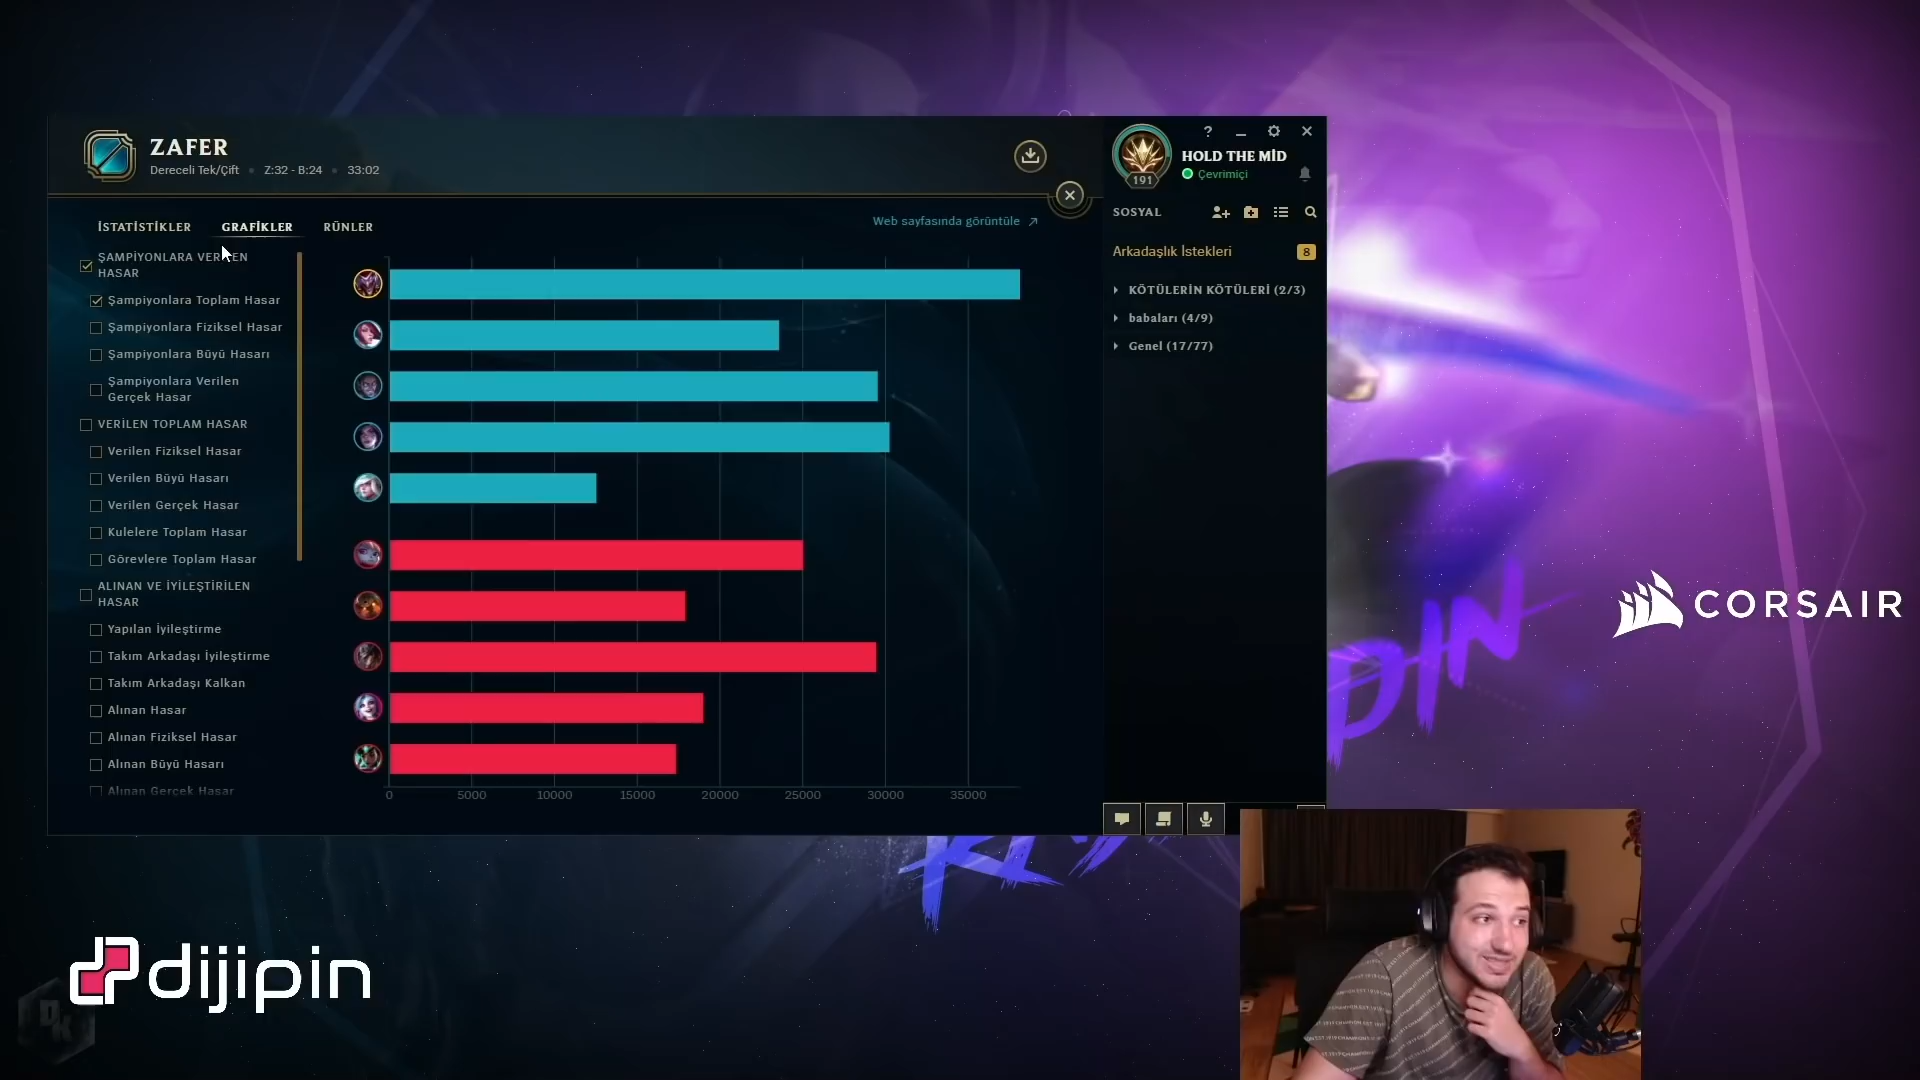 ZAFER
Dereceli Tek/Çift • Z:32 - B:24 • 33:02
İSTATİSTİKLER
GRAFİKLER
RÜNLER
Web sayfasında görüntüle
ŞAMPİYONLARA VERİLEN
HASAR
Şampiyonlara Toplam Hasar
Şampiyonlara Fiziksel Hasar
Şampiyonlara Büyü Hasarı
Şampiyonlara Verilen
Gerçek Hasar
VERİLEN TOPLAM HASAR
Verilen Fiziksel Hasar
Verilen Büyü Hasarı
Verilen Gerçek Hasar
Kulelere Toplam Hasar
Görevlere Toplam Hasar
ALINAN VE İYİLEŞTİRİLEN
HASAR
Yapılan İyileştirme
Takım Arkadaşı İyileştirme
Takım Arkadaşı Kalkan
Alınan Hasar
Alınan Fiziksel Hasar
Alınan Büyü Hasarı
Alınan Gerçek Hasar
0 5000 10000 15000 20000 25000 30000 35000
?
191
HOLD THE MİD
Çevrimiçi
SOSYAL
Arkadaşlık İstekleri 8
KÖTÜLERİN KÖTÜLERİ (2/3)
babaları (4/9)
Genel (17/77)
CORSAIR
dijipin